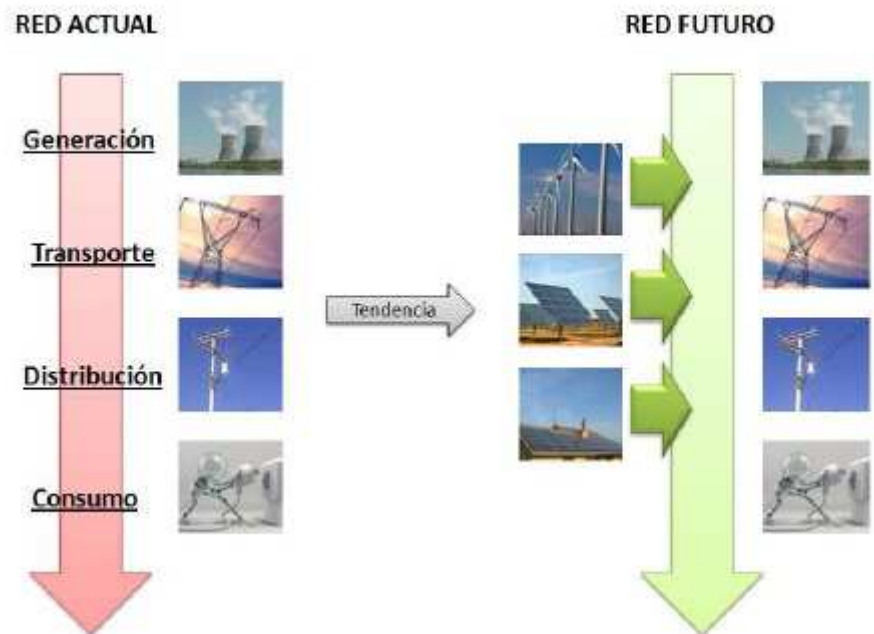 RED ACTUAL
RED FUTURO
Generación
Transporte
Tendencia
Distribución
Consumo